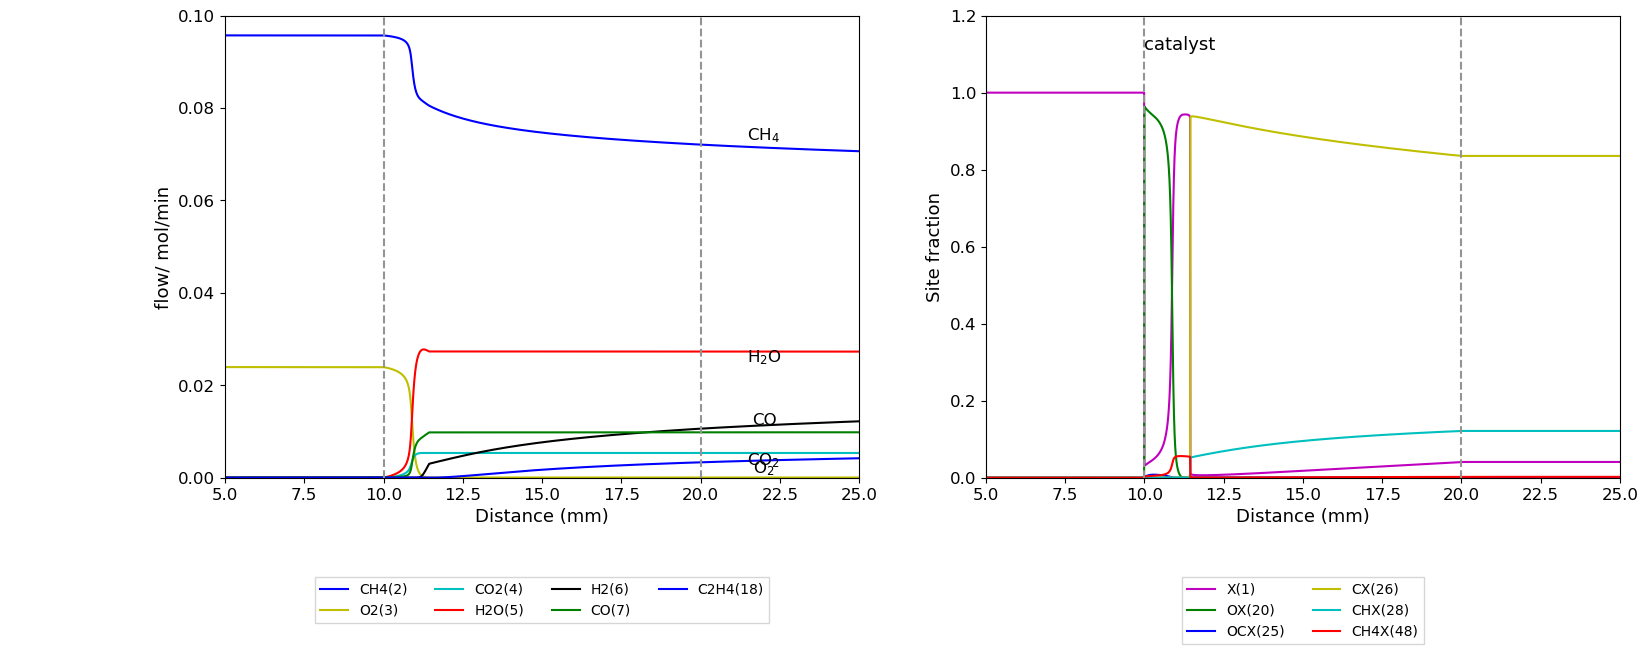 0.10
0.08
0.06
0.04
0.02
0.00
flow/ mol/min
CH4
H2O
CO
CO2
O2
5.0 7.5 10.0 12.5 15.0 17.5 20.0 22.5 25.0
Distance (mm)
CH4(2) CO2(4) H2(6) C2H4(18)
O2(3) H2O(5) CO(7)
1.2
1.0
0.8
0.6
0.4
0.2
0.0
Site fraction
catalyst
5.0 7.5 10.0 12.5 15.0 17.5 20.0 22.5 25.0
Distance (mm)
X(1) CX(26)
OX(20) CHX(28)
OCX(25) CH4X(48)